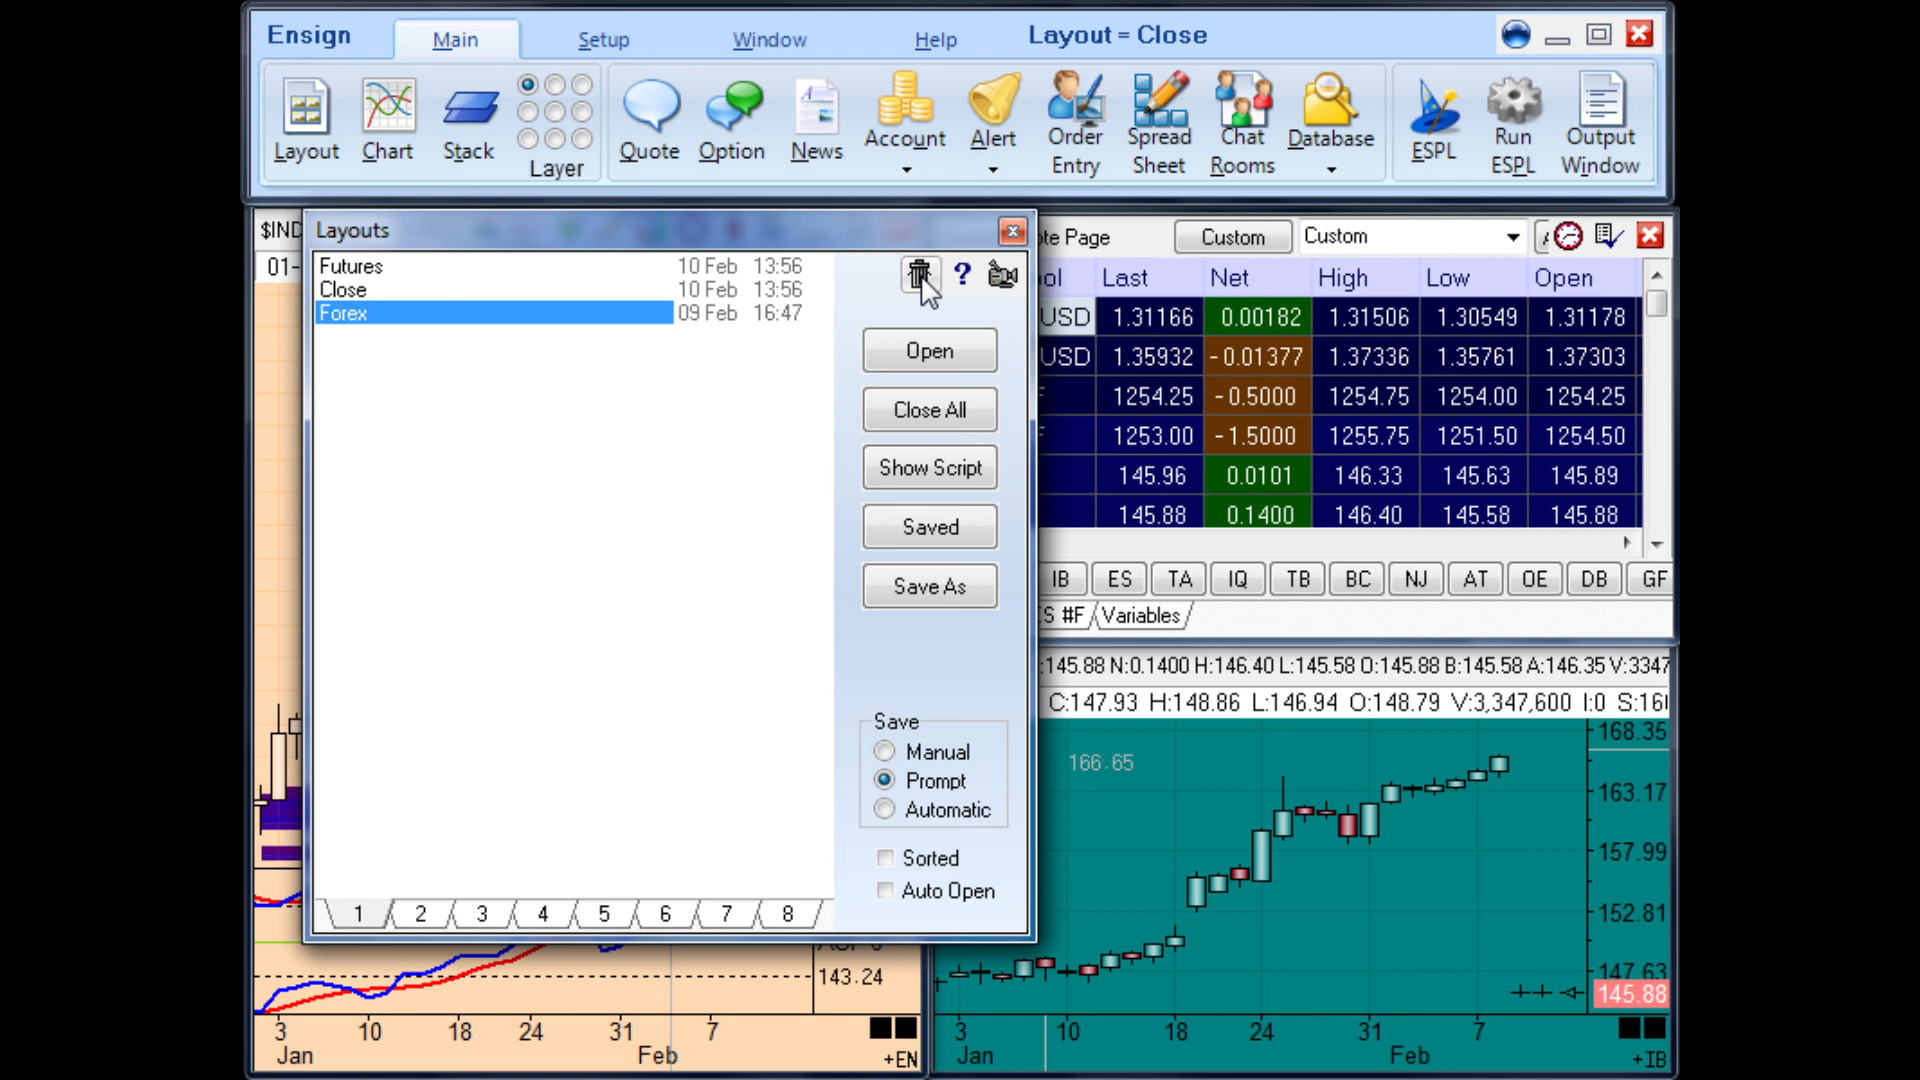 Ensign Main Setup Window Help Layout = Close
Layout Chart Stack Layer Quote Option News Account Alert Order Entry Spread Sheet Chat Rooms Database ESPL Run ESPL Output Window
Layouts
Futures 10 Feb 13:56
Close 10 Feb 13:56
Forex 09 Feb 16:47
?
Open
Close All
Show Script
Saved
Save As
Save
Manual
Prompt
Automatic
Sorted
Auto Open
1 2 3 4 5 6 7 8
$IND
01-
143.24
3 10 18 24 31 7
Jan Feb
+EN
Page Custom Custom
Last Net High Low Open
USD 1.31166 0.00182 1.31506 1.30549 1.31178
USD 1.35932 -0.01377 1.37336 1.35761 1.37303
1254.25 -0.5000 1254.75 1254.00 1254.25
1253.00 -1.5000 1255.75 1251.50 1254.50
145.96 0.0101 146.33 145.63 145.89
145.88 0.1400 146.40 145.58 145.88
IB ES TA IQ TB BC NJ AT OE DB GF
#F Variables
:145.88 N:0.1400 H:146.40 L:145.58 O:145.88 B:145.58 A:146.35 V:3347
C:147.93 H:148.86 L:146.94 O:148.79 V:3,347,600 I:0 S:16
168.35
166.65
163.17
157.99
152.81
147.63
145.88
3 10 18 24 31 7
Jan Feb
+IB